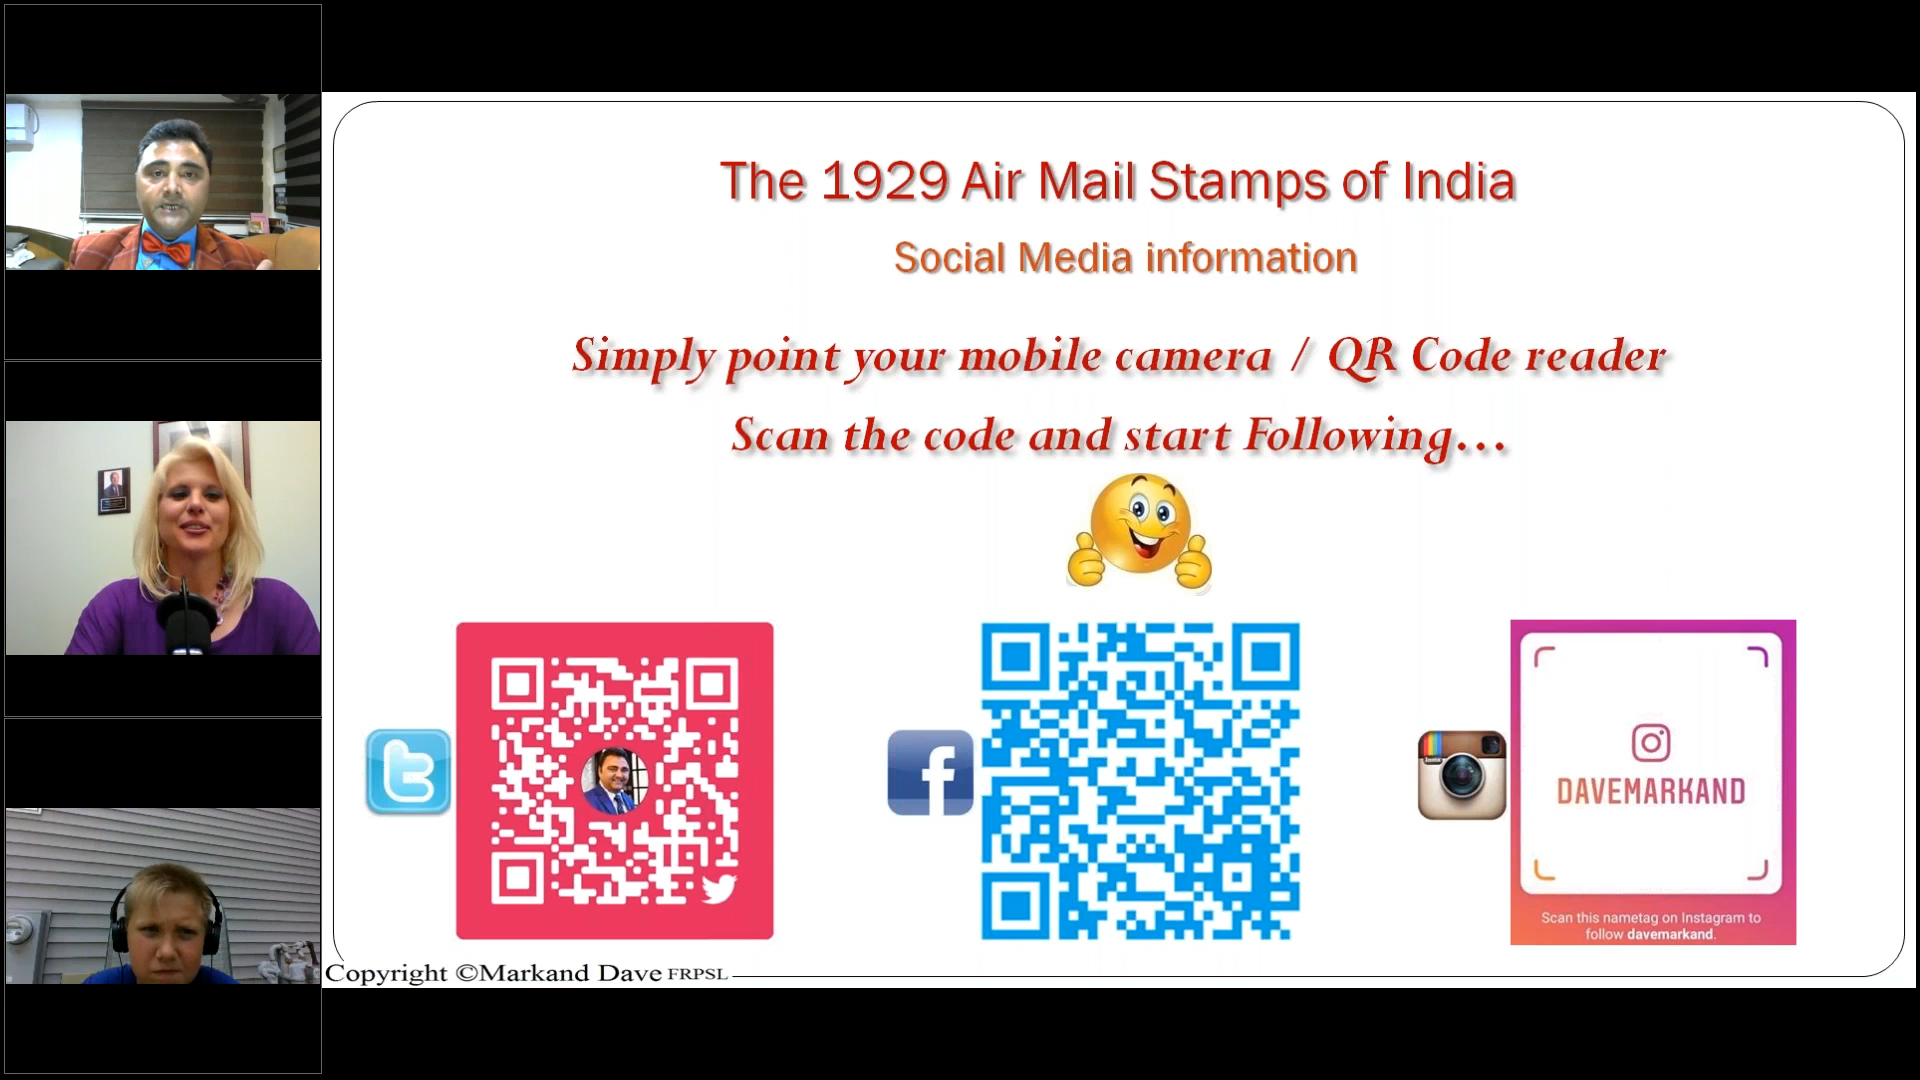 The 1929 Air Mail Stamps of India
Social Media information
Simply point your mobile camera / QR Code reader
Scan the code and start Following...
DAVEMARKAND
Scan this nametag on Instagram to
follow davemarkand.
Copyright ©Markand Dave FRPSL